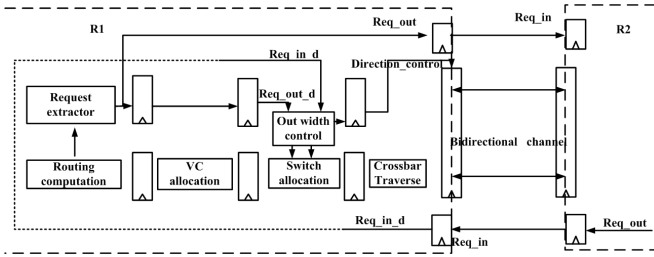 Req_out
Req_in
R1
R2
Req_in_d
Direction_control
Request
extractor
Req_out_d
Out width
control
Bidirectional channel
Routing
computation
VC
allocation
Switch
allocation
Crossbar
Traverse
Req_in_d
Req_in
Req_out